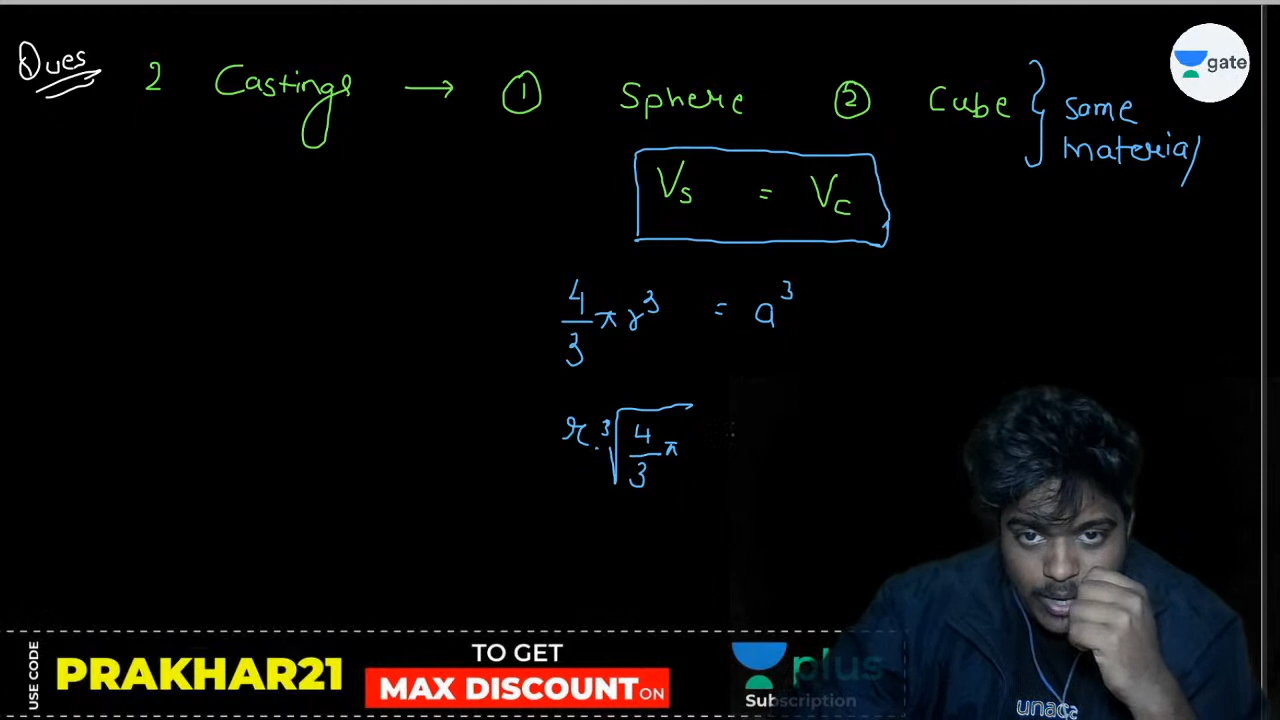 Ques 2 Castings → ① Sphere ② Cube } same material
Vs = Vc
4/3 π r³ = a³
r. ³√4/3 π
gate
USE CODE PRAKHAR21
TO GET
MAX DISCOUNT ON
plus
Subscription